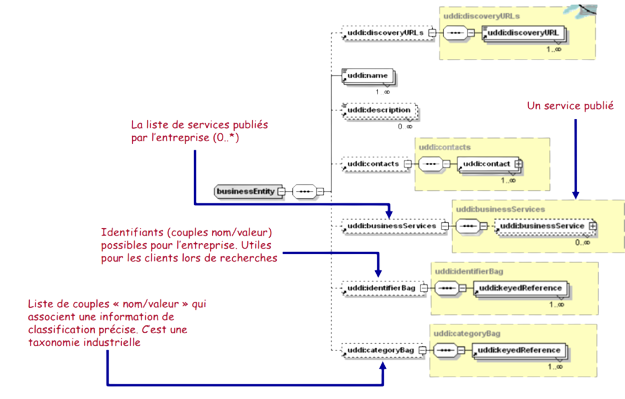 uddi:discoveryURLs
uddi:discoveryURLs
uddi:discoveryURL
1..∞
uddi:name
1..∞
Un service publié
uddi:description
0..∞
La liste de services publiés
par l'entreprise (0..*)
uddi:contacts
uddi:contacts
uddi:contact
1..∞
businessEntity
uddi:businessServices
uddi:businessServices
uddi:businessService
0..∞
Identifiants (couples nom/valeur)
possibles pour l'entreprise. Utiles
pour les clients lors de recherches
uddi:identifierBag
uddi:identifierBag
uddi:keyedReference
1..∞
Liste de couples « nom/valeur » qui
associent une information de
classification précise. C'est une
taxonomie industrielle
uddi:categoryBag
uddi:categoryBag
uddi:keyedReference
1..∞